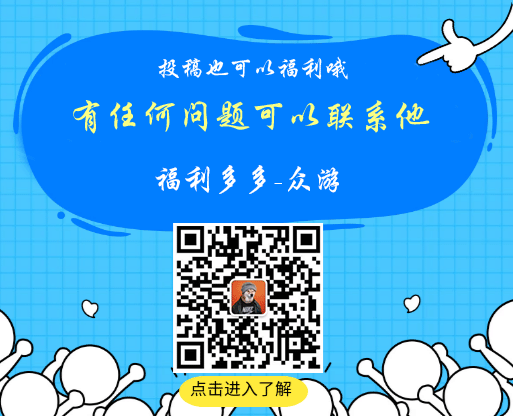 投稿也可以福利哦
有任何问题可以联系他
福利多多-众游
点击进入了解